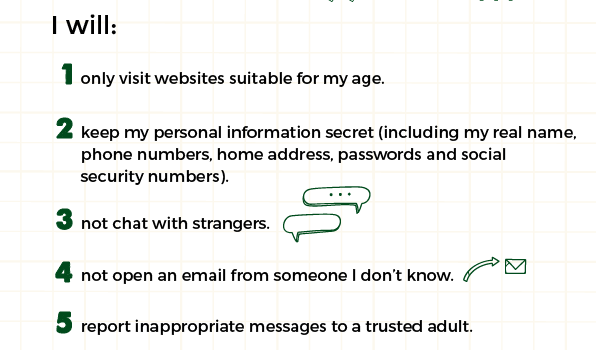 I will:
1 only visit websites suitable for my age.
2 keep my personal information secret (including my real name,
phone numbers, home address, passwords and social
security numbers).
3 not chat with strangers.
4 not open an email from someone I don't know.
5 report inappropriate messages to a trusted adult.